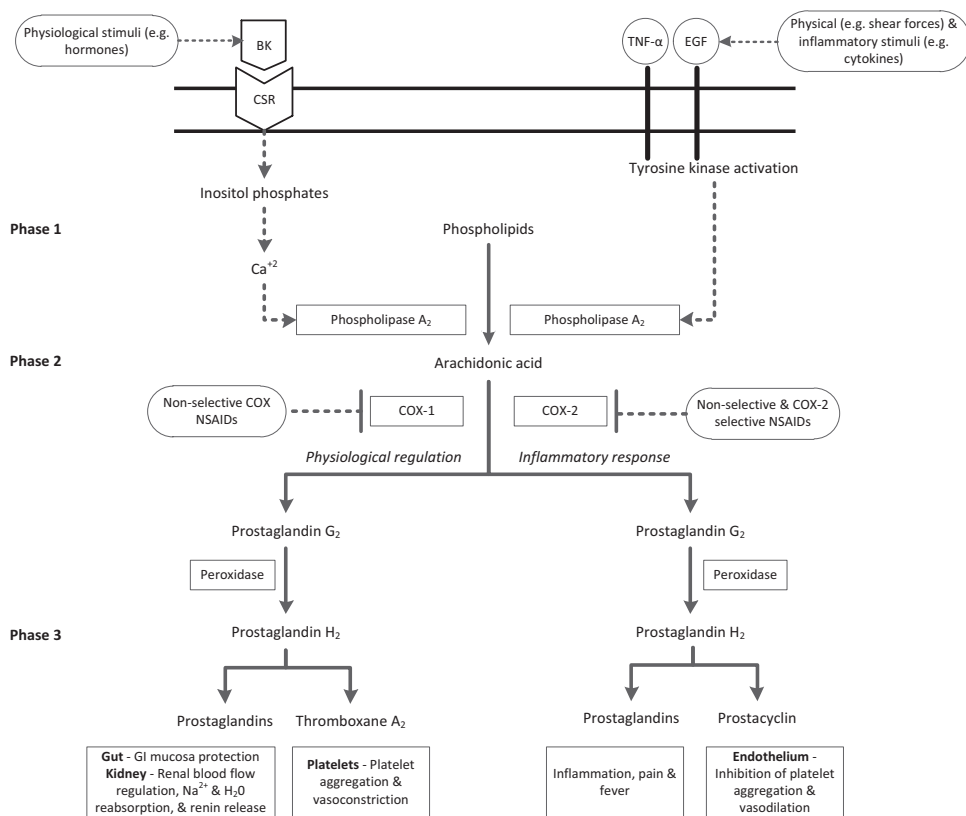 Physiological stimuli (e.g.
hormones)
BK
CSR
TNF-α
EGF
Physical (e.g. shear forces) &
inflammatory stimuli (e.g.
cytokines)
Inositol phosphates
Tyrosine kinase activation
Phase 1
Phospholipids
Ca⁺²
Phospholipase A₂
Phospholipase A₂
Phase 2
Arachidonic acid
Non-selective COX
NSAIDs
COX-1
COX-2
Non-selective & COX-2
selective NSAIDs
Physiological regulation
Inflammatory response
Prostaglandin G₂
Prostaglandin G₂
Peroxidase
Peroxidase
Phase 3
Prostaglandin H₂
Prostaglandin H₂
Prostaglandins
Thromboxane A₂
Prostaglandins
Prostacyclin
Gut - GI mucosa protection
Kidney - Renal blood flow
regulation, Na²⁺ & H₂0
reabsorption, & renin release
Platelets - Platelet
aggregation &
vasoconstriction
Inflammation, pain &
fever
Endothelium -
Inhibition of platelet
aggregation &
vasodilation